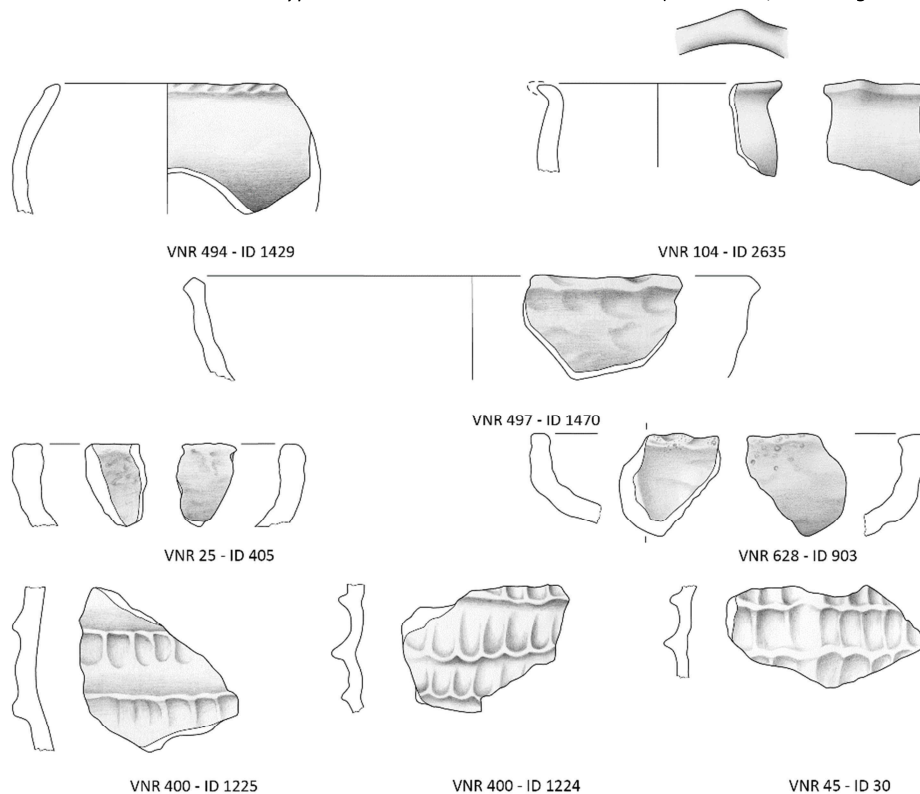 VNR 494 - ID 1429
VNR 104 - ID 2635
VNR 497 - ID 1470
VNR 25 - ID 405
VNR 628 - ID 903
VNR 400 - ID 1225
VNR 400 - ID 1224
VNR 45 - ID 30